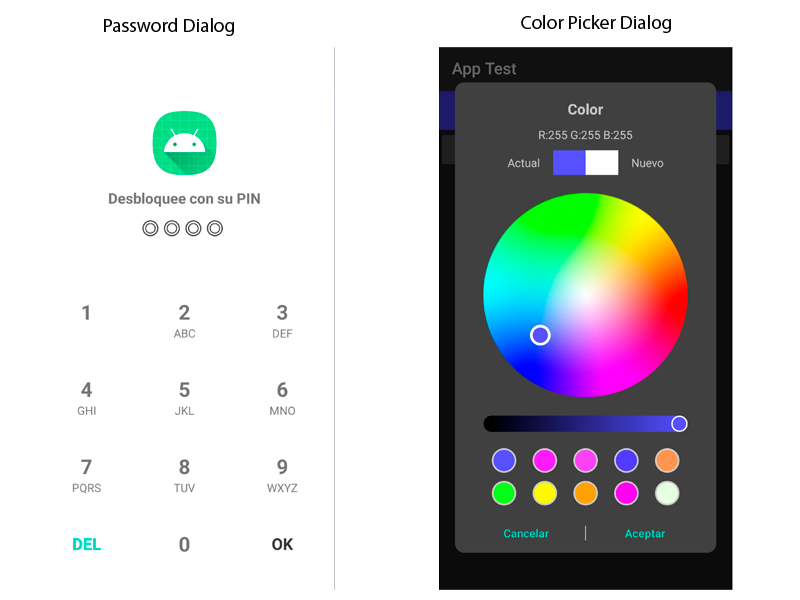 Password Dialog
Desbloquee con su PIN
1 2 3
ABC DEF
4 5 6
GHI JKL MNO
7 8 9
PQRS TUV WXYZ
DEL 0 OK
Color Picker Dialog
App Test
Color
R:255 G:255 B:255
Actual Nuevo
Cancelar Aceptar